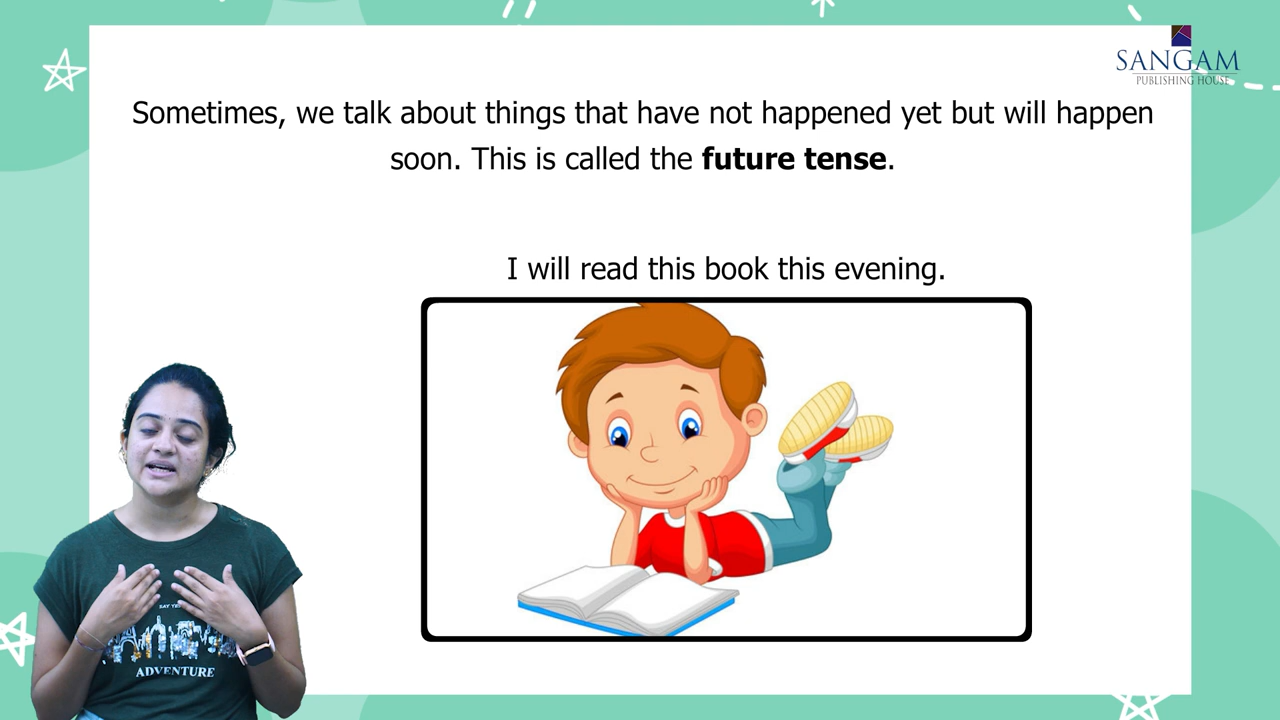 SANGAM
PUBLISHING HOUSE
Sometimes, we talk about things that have not happened yet but will happen
soon. This is called the future tense.
I will read this book this evening.
ADVENTURE